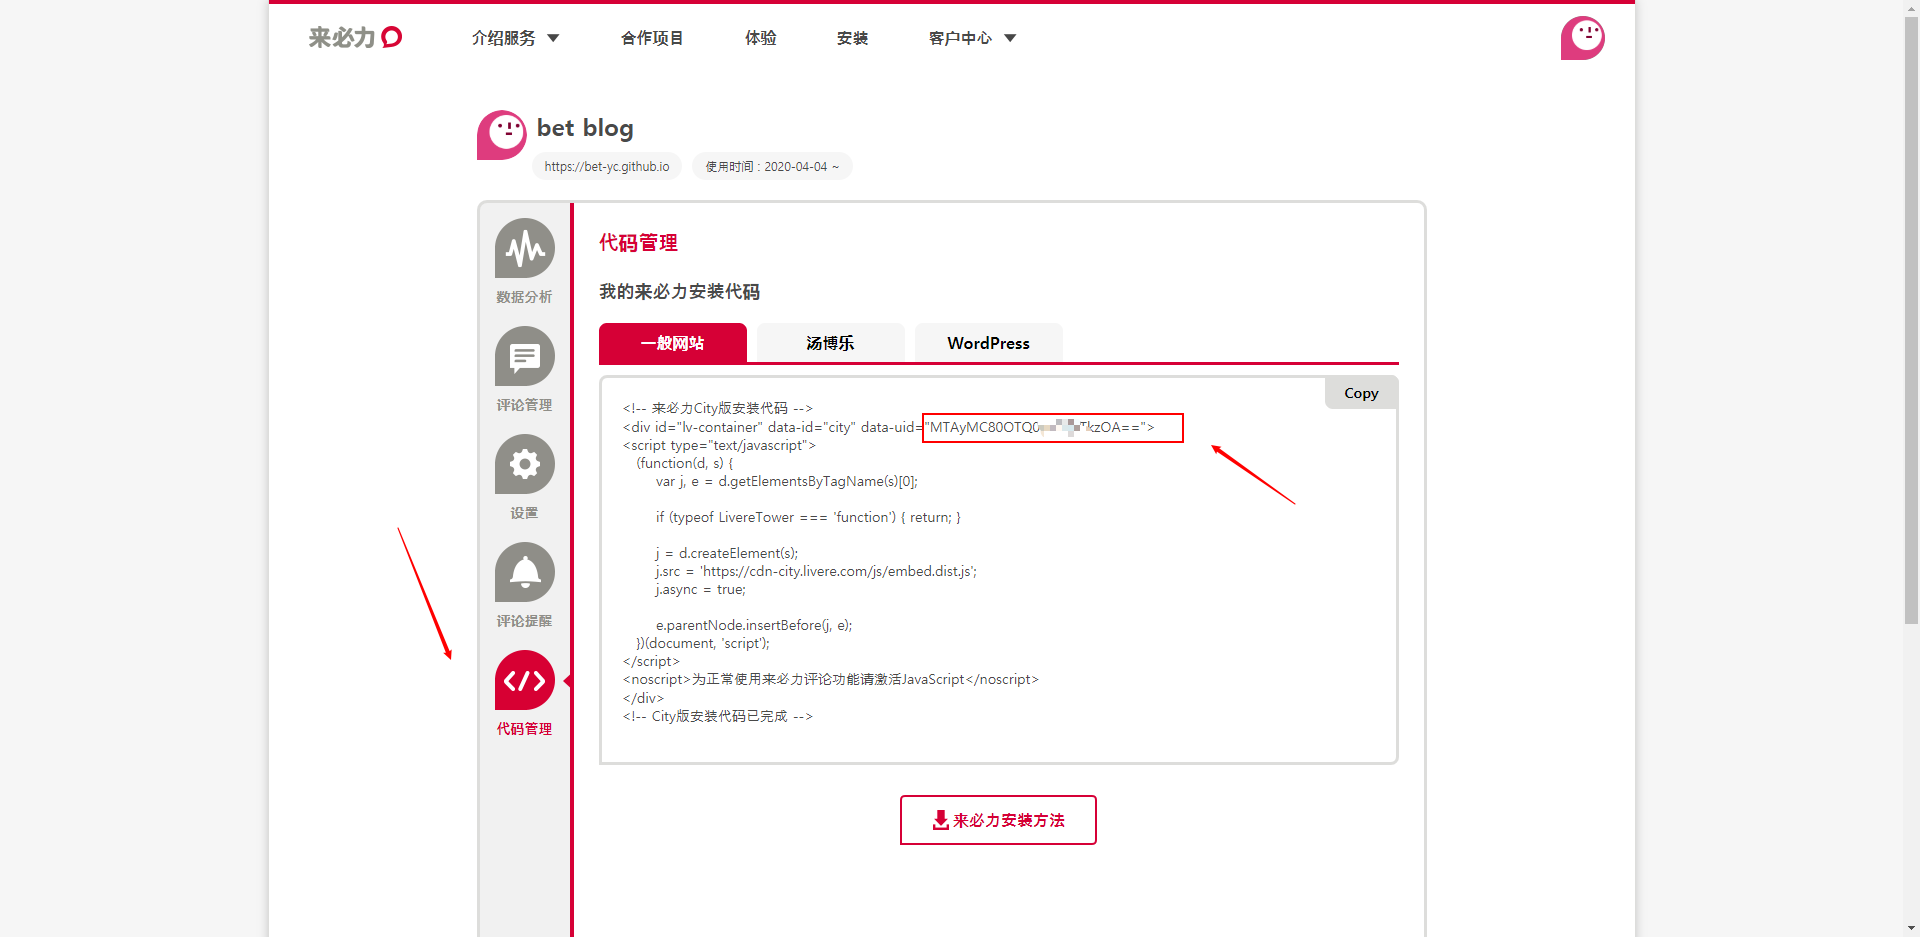 来必力
介绍服务 合作项目 体验 安装 客户中心
bet blog
https://bet-yc.github.io 使用时间 : 2020-04-04 ~
数据分析
评论管理
设置
评论提醒
代码管理
代码管理
我的来必力安装代码
一般网站 汤博乐 WordPress
Copy
<!-- 来必力City版安装代码 -->
<div id="lv-container" data-id="city" data-uid="MTAyMC80OTQ0 TkzOA==">
<script type="text/javascript">
(function(d, s) {
var j, e = d.getElementsByTagName(s)[0];
if (typeof LivereTower === 'function') { return; }
j = d.createElement(s);
j.src = 'https://cdn-city.livere.com/js/embed.dist.js';
j.async = true;
e.parentNode.insertBefore(j, e);
})(document, 'script');
</script>
<noscript>为正常使用来必力评论功能请激活JavaScript</noscript>
</div>
<!-- City版安装代码已完成 -->
来必力安装方法